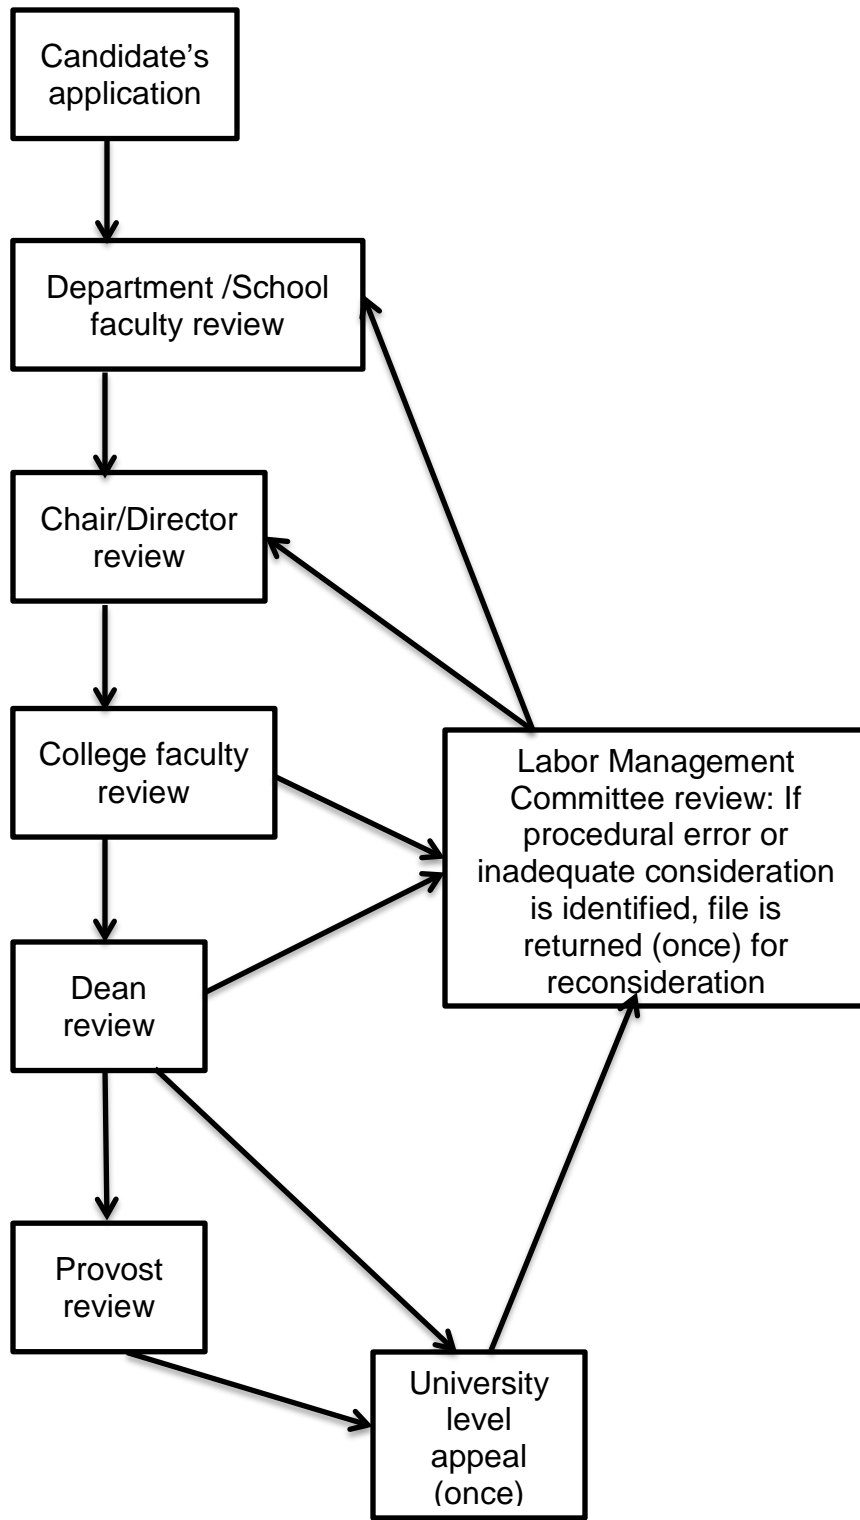 Candidate’s
application
Department /School
faculty review
Chair/Director
review
College faculty
review
Labor Management
Committee review: If
procedural error or
inadequate consideration
is identified, file is
returned (once) for
reconsideration
Dean
review
Provost
review
University
level
appeal
(once)